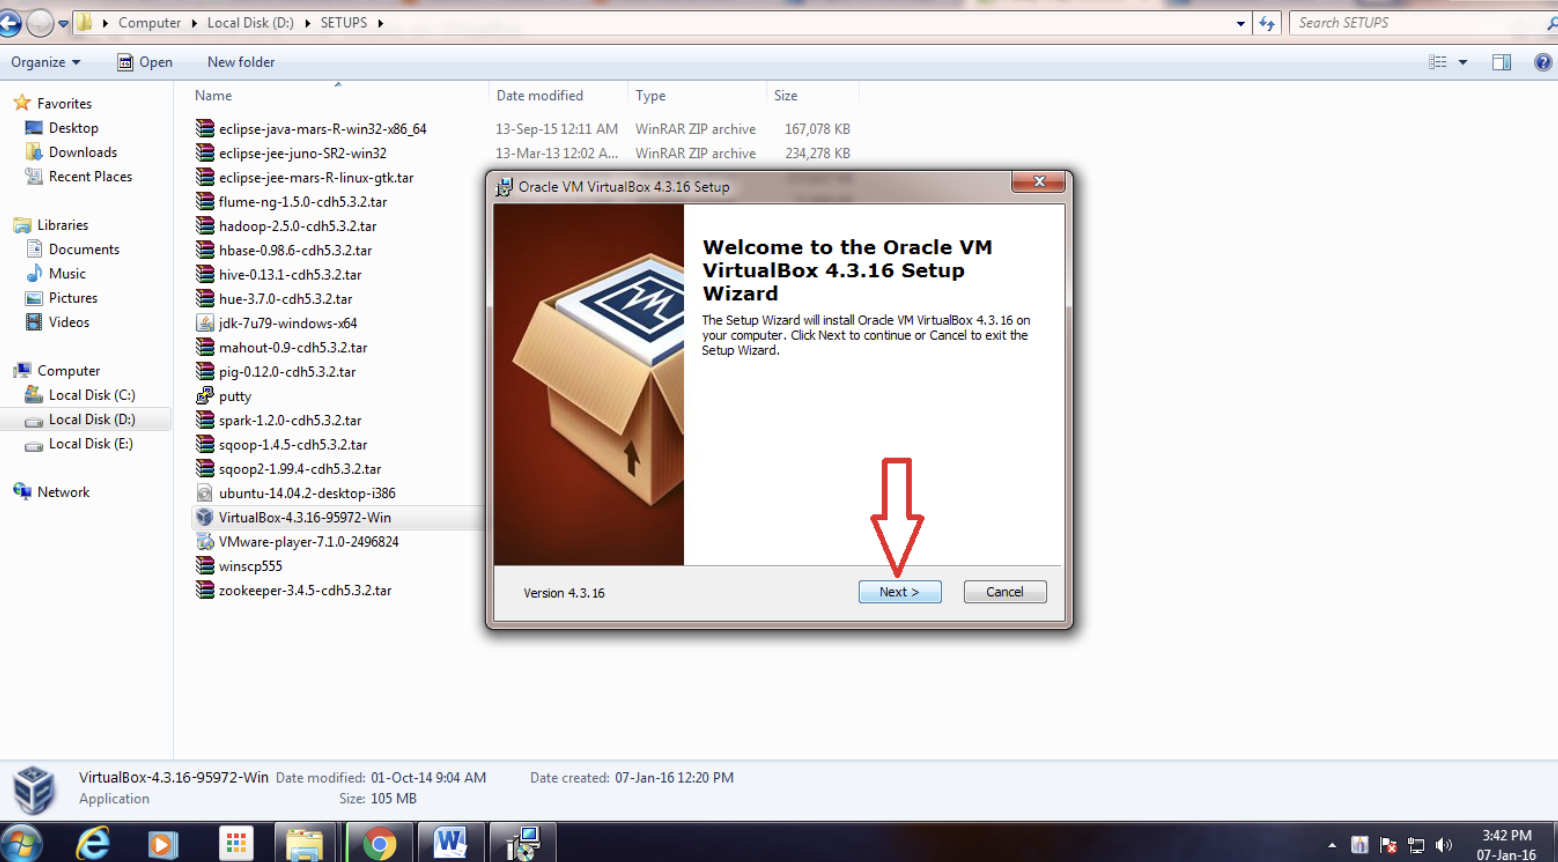 Computer Local Disk (D:) SETUPS
Search SETUPS
Organize Open New folder
Name Date modified Type Size
Favorites
Desktop
Downloads
Recent Places
Libraries
Documents
Music
Pictures
Videos
Computer
Local Disk (C:)
Local Disk (D:)
Local Disk (E:)
Network
eclipse-java-mars-R-win32-x86_64 13-Sep-15 12:11 AM WinRAR ZIP archive 167,078 KB
eclipse-jee-juno-SR2-win32 13-Mar-13 12:02 A... WinRAR ZIP archive 234,278 KB
eclipse-jee-mars-R-linux-gtk.tar
flume-ng-1.5.0-cdh5.3.2.tar
hadoop-2.5.0-cdh5.3.2.tar
hbase-0.98.6-cdh5.3.2.tar
hive-0.13.1-cdh5.3.2.tar
hue-3.7.0-cdh5.3.2.tar
jdk-7u79-windows-x64
mahout-0.9-cdh5.3.2.tar
pig-0.12.0-cdh5.3.2.tar
putty
spark-1.2.0-cdh5.3.2.tar
sqoop-1.4.5-cdh5.3.2.tar
sqoop2-1.99.4-cdh5.3.2.tar
ubuntu-14.04.2-desktop-i386
VirtualBox-4.3.16-95972-Win
VMware-player-7.1.0-2496824
winscp555
zookeeper-3.4.5-cdh5.3.2.tar
Oracle VM VirtualBox 4.3.16 Setup
Welcome to the Oracle VM
VirtualBox 4.3.16 Setup
Wizard
The Setup Wizard will install Oracle VM VirtualBox 4.3.16 on
your computer. Click Next to continue or Cancel to exit the
Setup Wizard.
Version 4.3.16 Next > Cancel
VirtualBox-4.3.16-95972-Win Date modified: 01-Oct-14 9:04 AM Date created: 07-Jan-16 12:20 PM
Application Size: 105 MB
3:42 PM
07-Jan-16